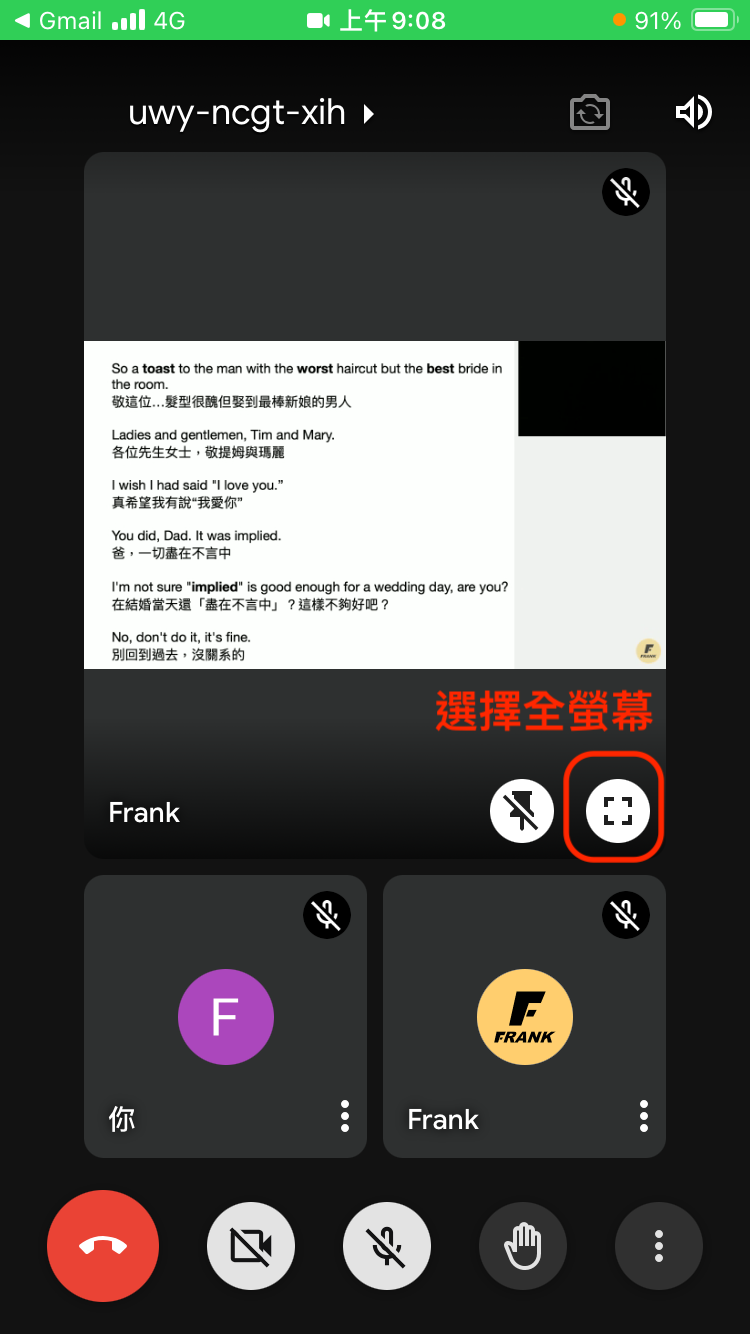 Gmail 4G 上午9:08 91%
uwy-ncgt-xih
So a toast to the man with the worst haircut but the best bride in
the room.
敬這位...髮型很醜但娶到最棒新娘的男人
Ladies and gentlemen, Tim and Mary.
各位先生女士，敬提姆與瑪麗
I wish I had said "I love you."
真希望我有說“我愛你”
You did, Dad. It was implied.
爸，一切盡在不言中
I'm not sure "implied" is good enough for a wedding day, are you?
在結婚當天還「盡在不言中」？這樣不夠好吧？
No, don't do it, it's fine.
別回到過去，沒關系的
F
FRANK
選擇全螢幕
Frank
F
F
FRANK
你
Frank